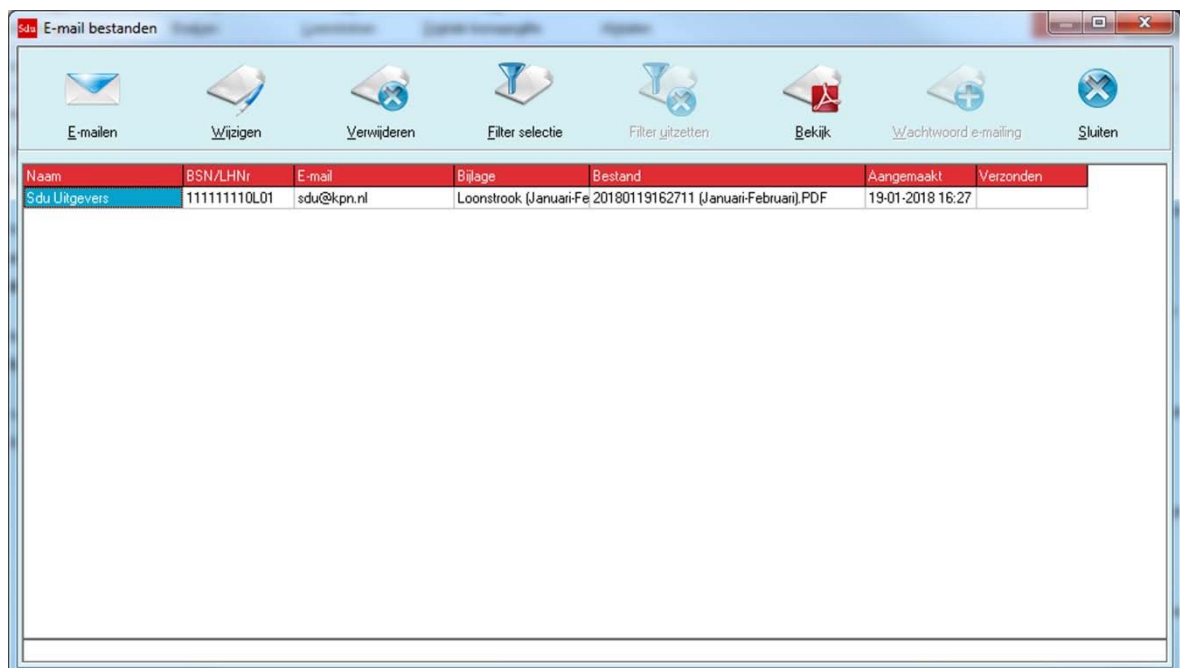 Sdu E-mail bestanden
E-mailen Wijzigen Verwijderen Filter selectie Filter uitzetten Bekijk Wachtwoord e-mailing Sluiten
Naam BSN/LHNr E-mail Bijlage Bestand Aangemaakt Verzonden
Sdu Uitgevers 111111110L01 sdu@kpn.nl Loonstrook (Januari-Fe 20180119162711 (Januari-Februari).PDF 19-01-2018 16:27